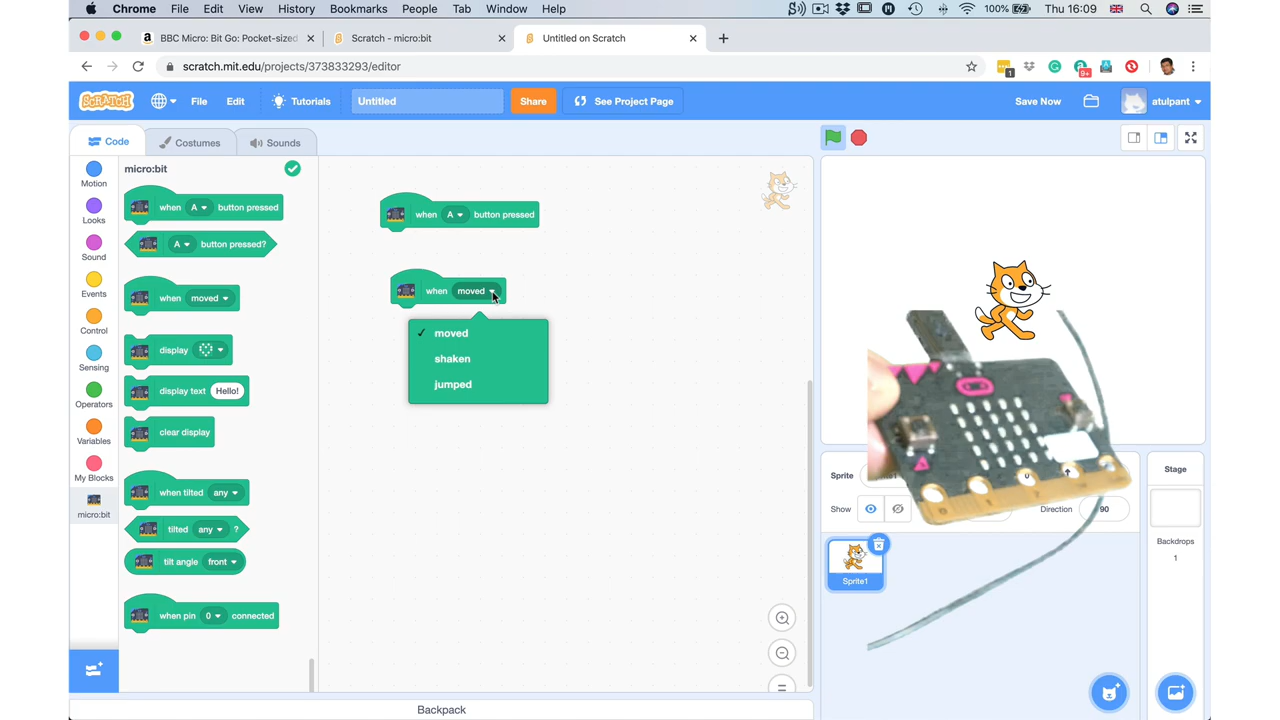 Chrome File Edit View History Bookmarks People Tab Window Help 100% Thu 16:09
BBC Micro: Bit Go: Pocket-sized
Scratch - micro:bit
Untitled on Scratch
scratch.mit.edu/projects/373833293/editor
1
9+
SCRATCH
File
Edit
Tutorials
Untitled
Share
See Project Page
Save Now
atulpant
Code
Costumes
Sounds
Motion
Looks
Sound
Events
Control
Sensing
Operators
Variables
My Blocks
micro:bit
micro:bit
when A button pressed
A button pressed?
when moved
display
display text Hello!
clear display
when tilted any
tilted any ?
tilt angle front
when pin 0 connected
when A button pressed
when moved
✓ moved
shaken
jumped
Sprite
Show
Direction 90
Sprite1
Stage
Backdrops
1
Backpack